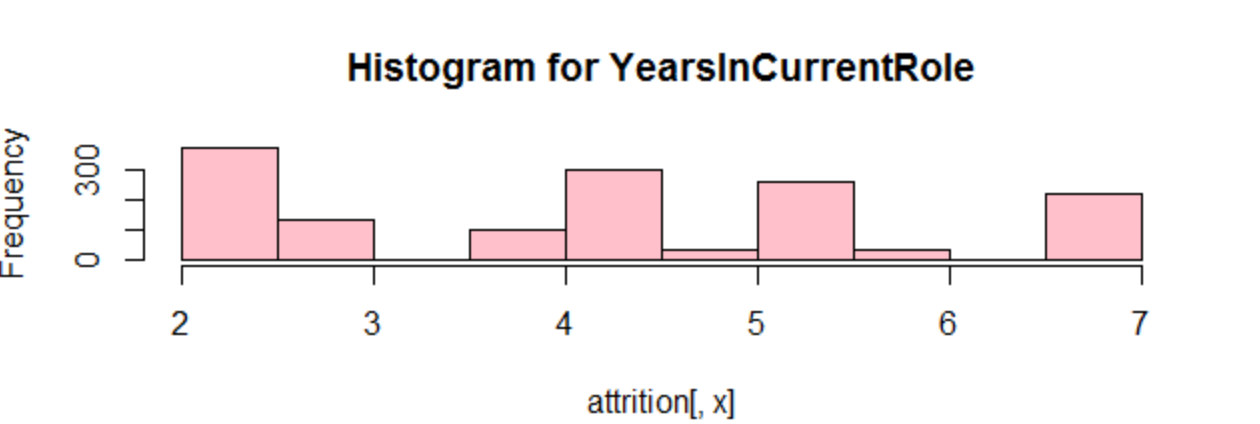 Histogram for YearsInCurrentRole
Frequency
300
0
2 3 4 5 6 7
attrition[, x]